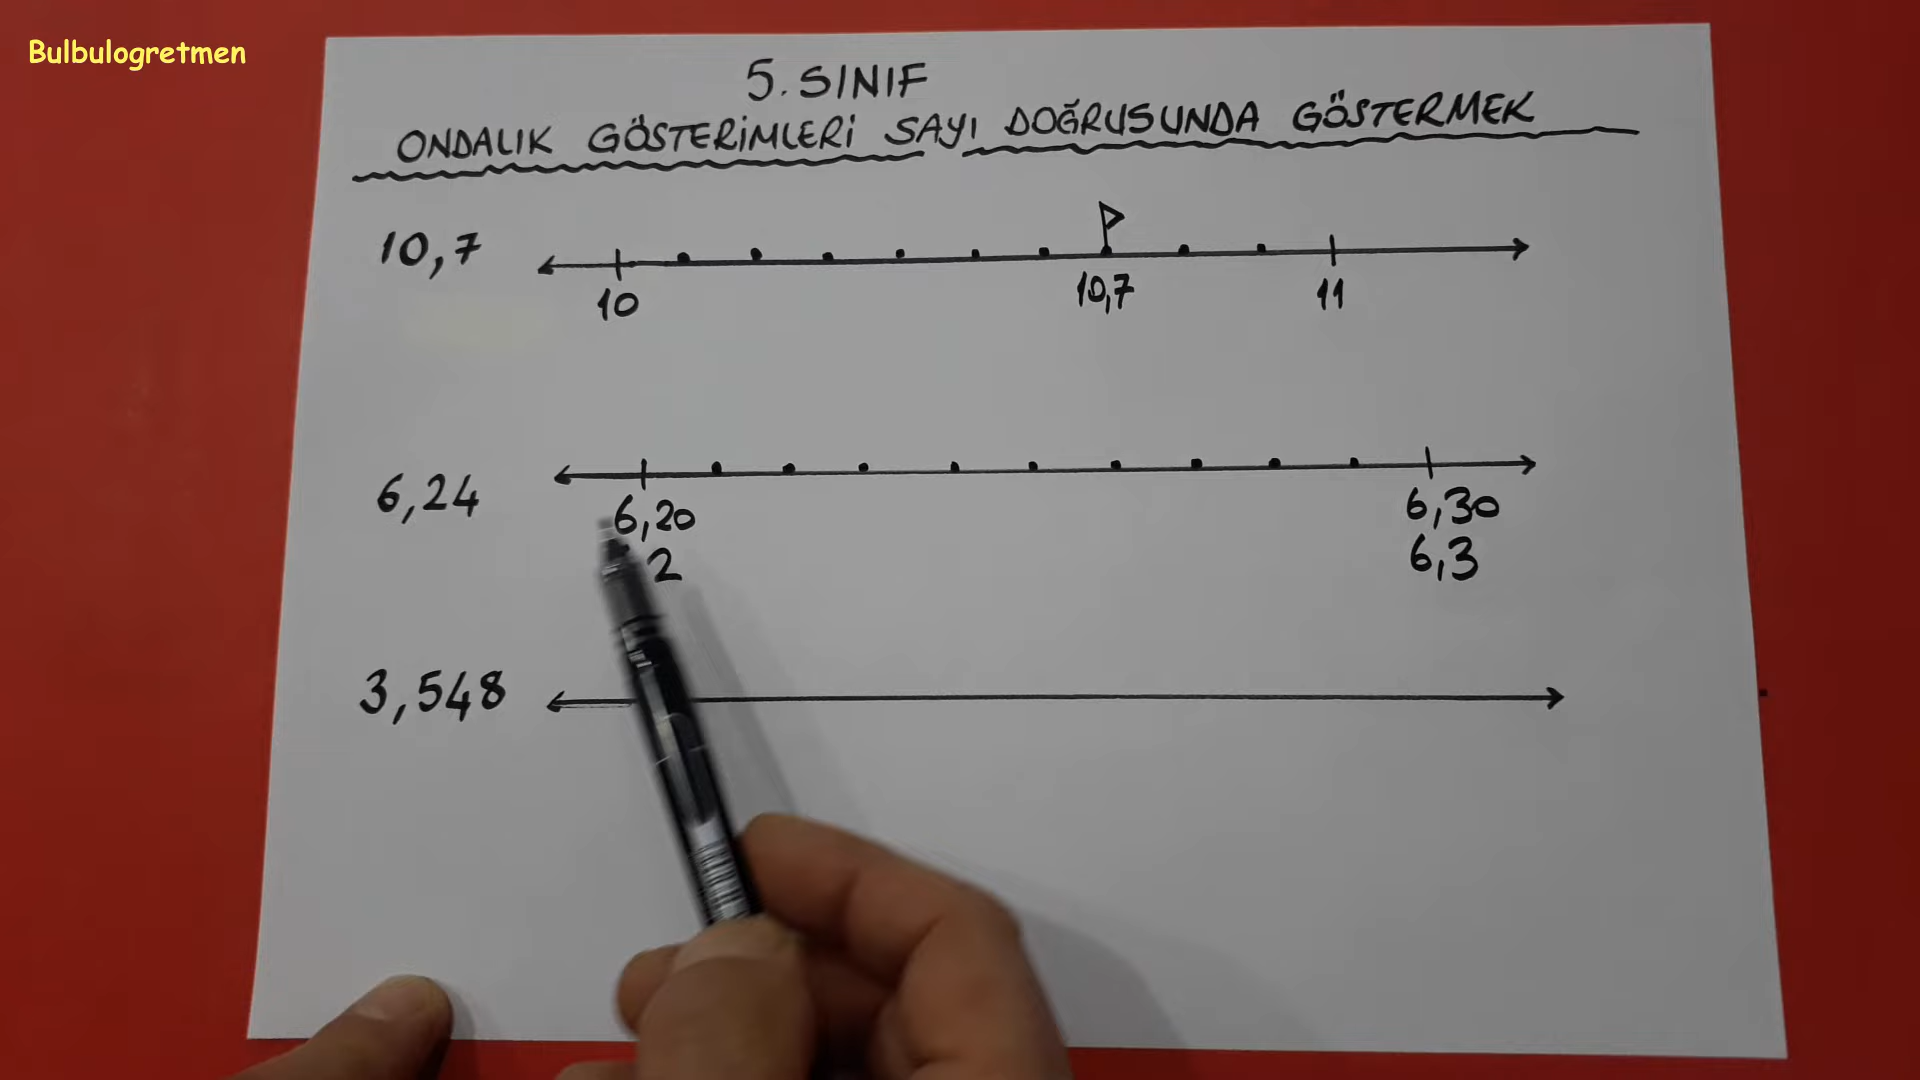 Bulbulogretmen
5. SINIF
ONDALIK GÖSTERİMLERİ SAYI DOĞRUSUNDA GÖSTERMEK
10,7
10 10,7 11
6,24
6,20 6,30
2 6,3
3,548